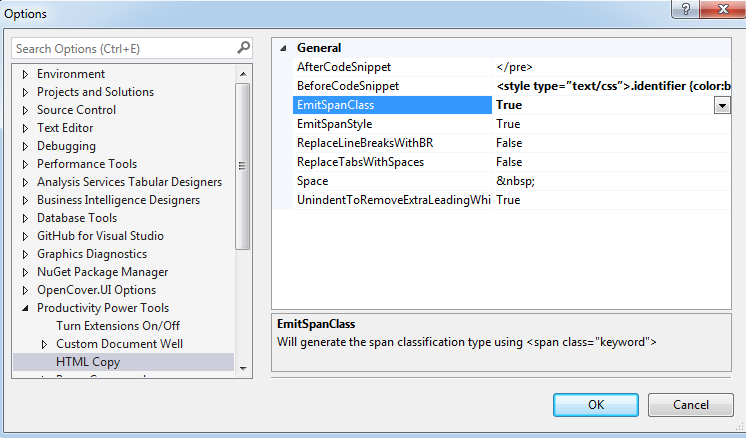 Options
?
Search Options (Ctrl+E)
Environment
Projects and Solutions
Source Control
Text Editor
Debugging
Performance Tools
Analysis Services Tabular Designers
Business Intelligence Designers
Database Tools
GitHub for Visual Studio
Graphics Diagnostics
NuGet Package Manager
OpenCover.UI Options
Productivity Power Tools
Turn Extensions On/Off
Custom Document Well
HTML Copy
General
AfterCodeSnippet </pre>
BeforeCodeSnippet <style type="text/css">.identifier {color:b
EmitSpanClass True
EmitSpanStyle True
ReplaceLineBreaksWithBR False
ReplaceTabsWithSpaces False
Space &nbsp;
UnindentToRemoveExtraLeadingWhi True
EmitSpanClass
Will generate the span classification type using <span class="keyword">
OK Cancel